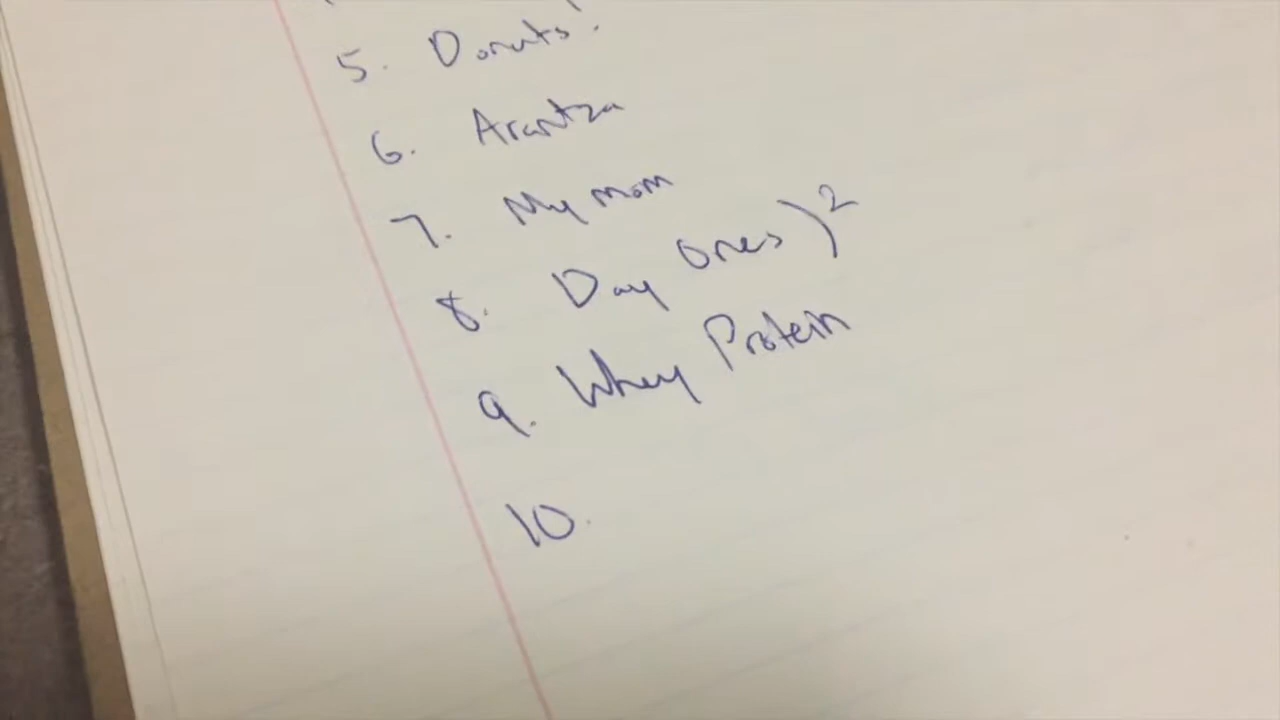 5. Donuts!
6. Arantza
7. My mom
8. Day Ones)²
9. Whey Protein
10.